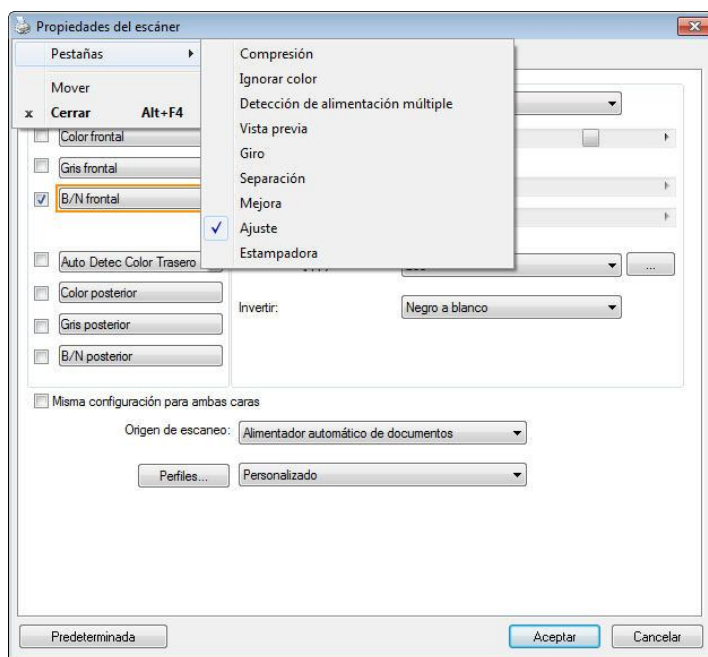 Propiedades del escáner
Pestañas
Mover
x Cerrar Alt+F4
Compresión
Ignorar color
Detección de alimentación múltiple
Vista previa
Giro
Separación
Mejora
Ajuste
Estampadora
Color frontal
Gris frontal
B/N frontal
Auto Detec Color Trasero
Color posterior
Gris posterior
B/N posterior
...
Invertir:
Negro a blanco
Misma configuración para ambas caras
Origen de escaneo:
Alimentador automático de documentos
Perfiles...
Personalizado
Predeterminada
Aceptar
Cancelar